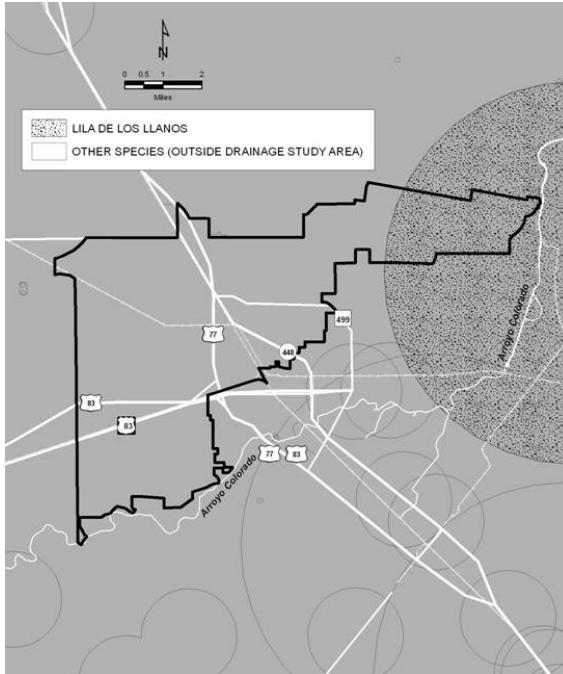 N
0 0.5 1 2
Miles
LILA DE LOS LLANOS
OTHER SPECIES (OUTSIDE DRAINAGE STUDY AREA)
77
499
448
Arroyo Colorado
83
83
77 83
Arroyo Colorado